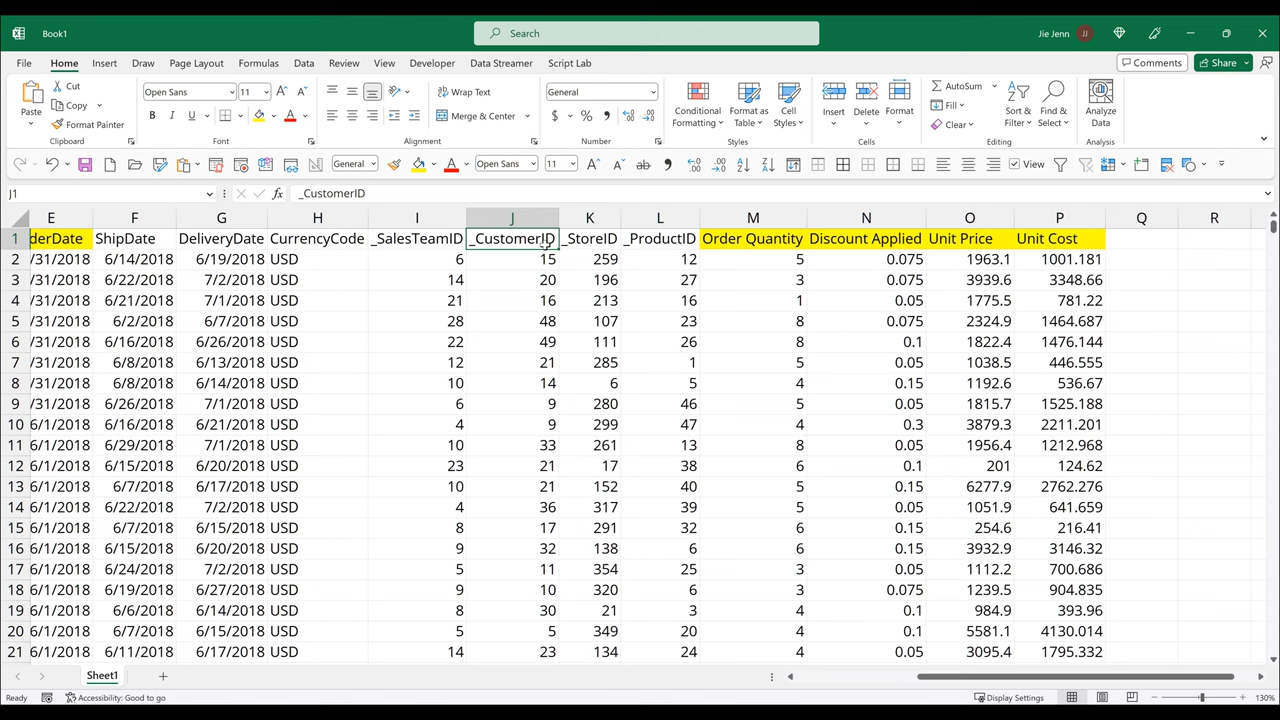 Book1 Search Jie Jenn JJ
File Home Insert Draw Page Layout Formulas Data Review View Developer Data Streamer Script Lab Comments Share
Cut Open Sans 11 Wrap Text General AutoSum
Paste Copy Conditional Formatting Format as Table Cell Styles Insert Delete Format Fill Sort & Filter Find & Select Analyze Data
Format Painter B I U A Merge & Center $ % Clear
Clipboard Font Alignment Number Styles Cells Editing Analysis
General Open Sans 11 ab View
J1 fx _CustomerID
E F G H I J K L M N O P Q R
1 derDate ShipDate DeliveryDate CurrencyCode _SalesTeamID _CustomerID _StoreID _ProductID Order Quantity Discount Applied Unit Price Unit Cost
2 /31/2018 6/14/2018 6/19/2018 USD 6 15 259 12 5 0.075 1963.1 1001.181
3 /31/2018 6/22/2018 7/2/2018 USD 14 20 196 27 3 0.075 3939.6 3348.66
4 /31/2018 6/21/2018 7/1/2018 USD 21 16 213 16 1 0.05 1775.5 781.22
5 /31/2018 6/2/2018 6/7/2018 USD 28 48 107 23 8 0.075 2324.9 1464.687
6 /31/2018 6/16/2018 6/26/2018 USD 22 49 111 26 8 0.1 1822.4 1476.144
7 /31/2018 6/8/2018 6/13/2018 USD 12 21 285 1 5 0.05 1038.5 446.555
8 /31/2018 6/8/2018 6/14/2018 USD 10 14 6 5 4 0.15 1192.6 536.67
9 /31/2018 6/26/2018 7/1/2018 USD 6 9 280 46 5 0.05 1815.7 1525.188
10 6/1/2018 6/16/2018 6/21/2018 USD 4 9 299 47 4 0.3 3879.3 2211.201
11 6/1/2018 6/29/2018 7/1/2018 USD 10 33 261 13 8 0.05 1956.4 1212.968
12 6/1/2018 6/15/2018 6/20/2018 USD 23 21 17 38 6 0.1 201 124.62
13 6/1/2018 6/7/2018 6/17/2018 USD 10 21 152 40 5 0.15 6277.9 2762.276
14 6/1/2018 6/22/2018 7/2/2018 USD 4 36 317 39 5 0.05 1051.9 641.659
15 6/1/2018 6/7/2018 6/15/2018 USD 8 17 291 32 6 0.15 254.6 216.41
16 6/1/2018 6/15/2018 6/20/2018 USD 9 32 138 6 6 0.15 3932.9 3146.32
17 6/1/2018 6/24/2018 7/2/2018 USD 5 11 354 25 3 0.05 1112.2 700.686
18 6/1/2018 6/19/2018 6/27/2018 USD 9 10 320 6 3 0.075 1239.5 904.835
19 6/1/2018 6/6/2018 6/14/2018 USD 8 30 21 3 4 0.1 984.9 393.96
20 6/1/2018 6/7/2018 6/15/2018 USD 5 5 349 20 4 0.1 5581.1 4130.014
21 6/1/2018 6/11/2018 6/17/2018 USD 14 23 134 24 4 0.05 3095.4 1795.332
Sheet1
Ready Accessibility: Good to go Display Settings 130%